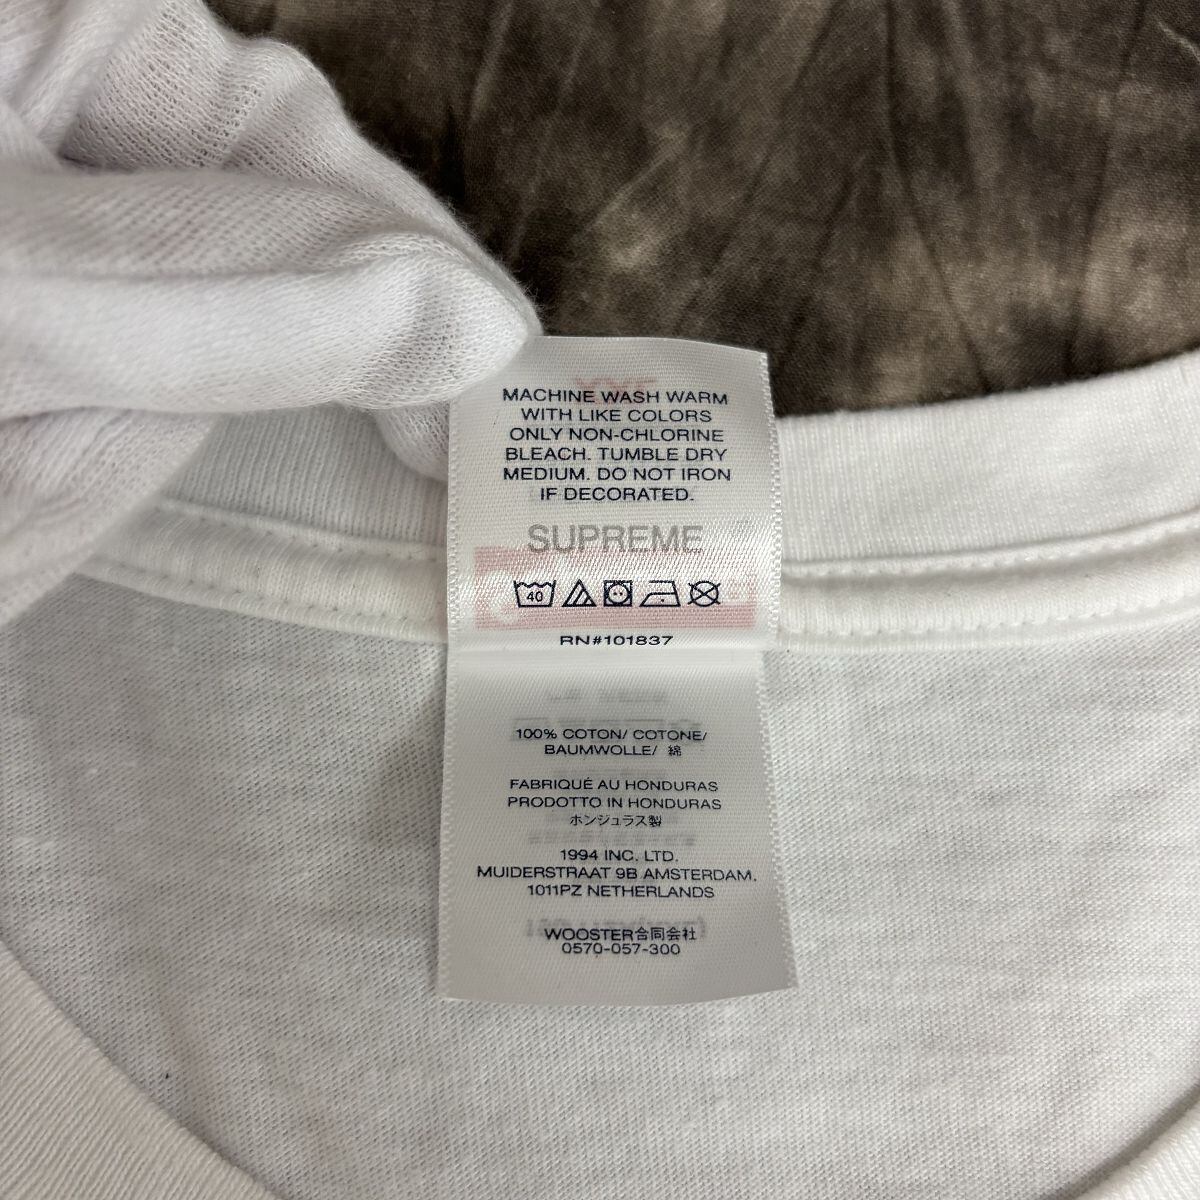 MACHINE WASH WARM
WITH LIKE COLORS
ONLY NON-CHLORINE
BLEACH. TUMBLE DRY
MEDIUM. DO NOT IRON
IF DECORATED.
SUPREME
40
RN#101837
100% COTON/ COTONE/
BAUMWOLLE/ 綿
FABRIQUÉ AU HONDURAS
PRODOTTO IN HONDURAS
ホンジュラス製
1994 INC. LTD.
MUIDERSTRAAT 9B AMSTERDAM.
1011PZ NETHERLANDS
WOOSTER合同会社
0570-057-300